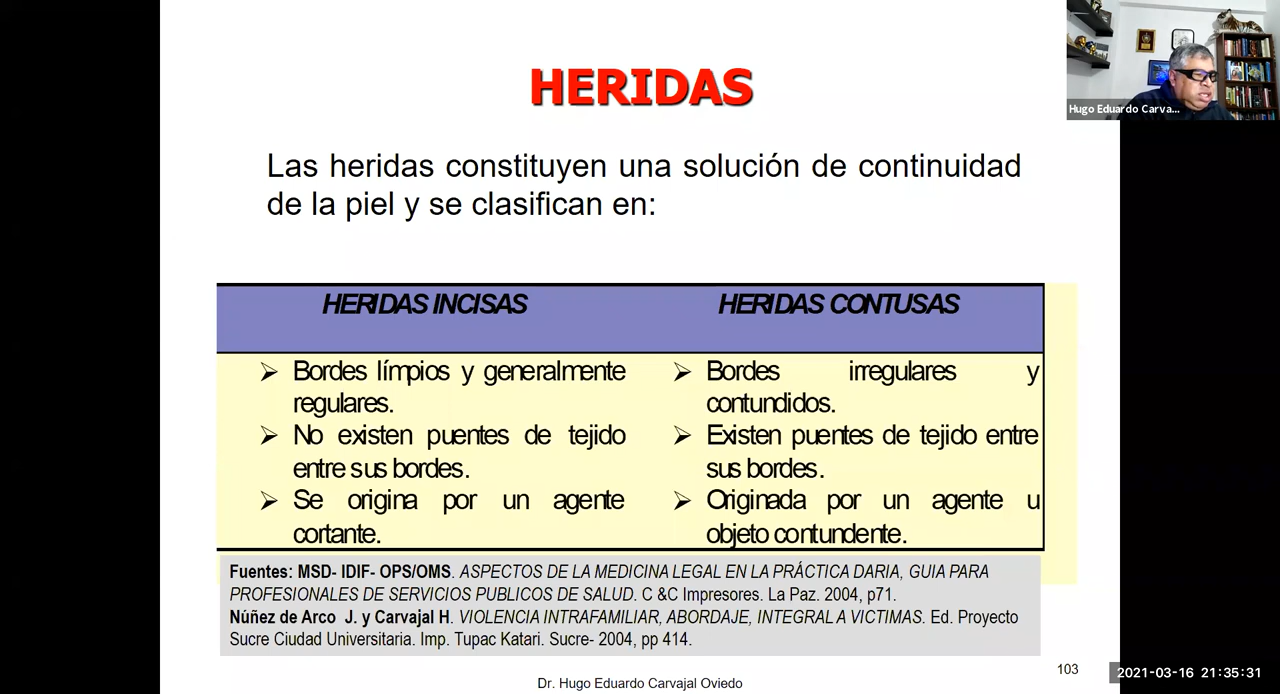 HERIDAS
Hugo Eduardo Carva...
Las heridas constituyen una solución de continuidad
de la piel y se clasifican en:
HERIDAS INCISAS
Bordes límpios y generalmente
regulares.
No existen puentes de tejido
entre sus bordes.
Se origina por un agente
cortante.
HERIDAS CONTUSAS
Bordes irregulares y
contundidos.
Existen puentes de tejido entre
sus bordes.
Originada por un agente u
objeto contundente.
Fuentes: MSD- IDIF- OPS/OMS. ASPECTOS DE LA MEDICINA LEGAL EN LA PRÁCTICA DARIA, GUIA PARA
PROFESIONALES DE SERVICIOS PUBLICOS DE SALUD. C &C Impresores. La Paz. 2004, p71.
Núñez de Arco J. y Carvajal H. VIOLENCIA INTRAFAMILIAR, ABORDAJE, INTEGRAL A VICTIMAS. Ed. Proyecto
Sucre Ciudad Universitaria. Imp. Tupac Katari. Sucre- 2004, pp 414.
103
2021-03-16 21:35:31
Dr. Hugo Eduardo Carvajal Oviedo